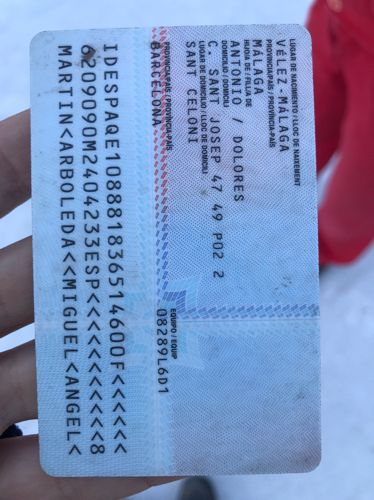 LUGAR DE NACIMIENTO / LLOC DE NAIXEMENT
VÉLEZ-MÁLAGA
PROVINCIA/PAÍS / PROVÍNCIA-PAÍS
MÁLAGA
HIJO/A DE / FILL/A DE
ANTONIO / DOLORES
DOMICILIO / DOMICILI
C. SANT JOSEP 47 49 P02 2
LUGAR DE DOMICILIO / LLOC DE DOMICILI
SANT CELONI
PROVINCIA/PAÍS / PROVÍNCIA-PAÍS
BARCELONA
EQUIPO / EQUIP
08289L6D1
IDESPAQE108881836514600F<<<<<<
6209090M2404233ESP<<<<<<<<<<<8
MARTIN<ARBOLEDA<<MIGUEL<ANGEL<